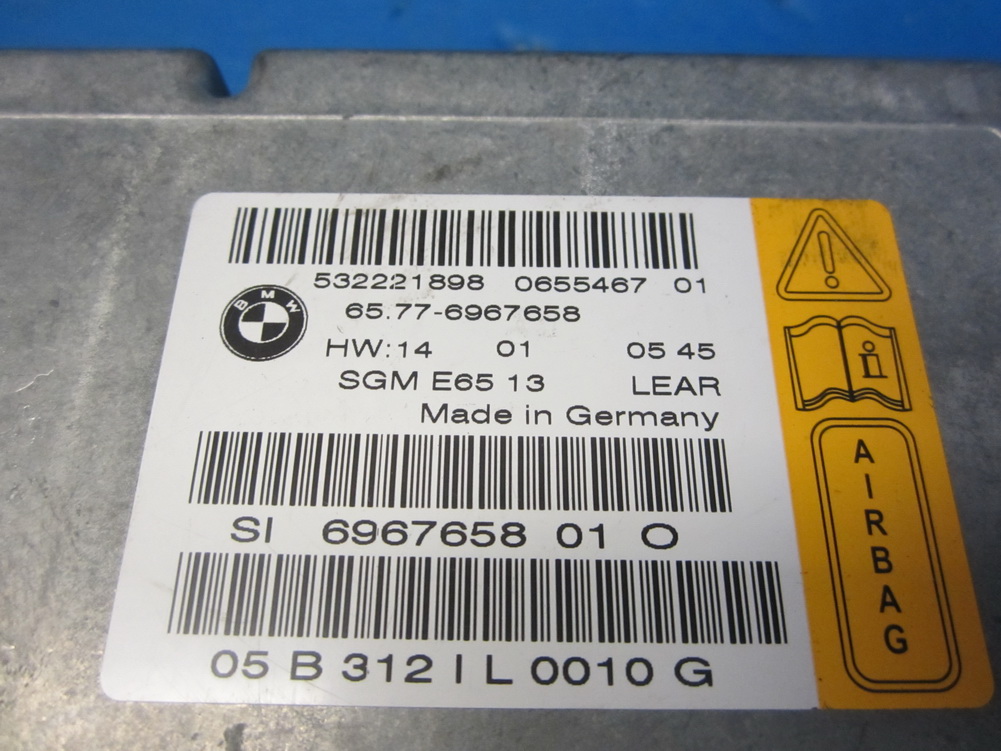 532221898 0655467 01
BMW
65.77-6967658
HW:14 01 05 45
SGM E65 13 LEAR
Made in Germany
SI 6967658 01 O
05 B 312 I L 0010 G
AIRBAG